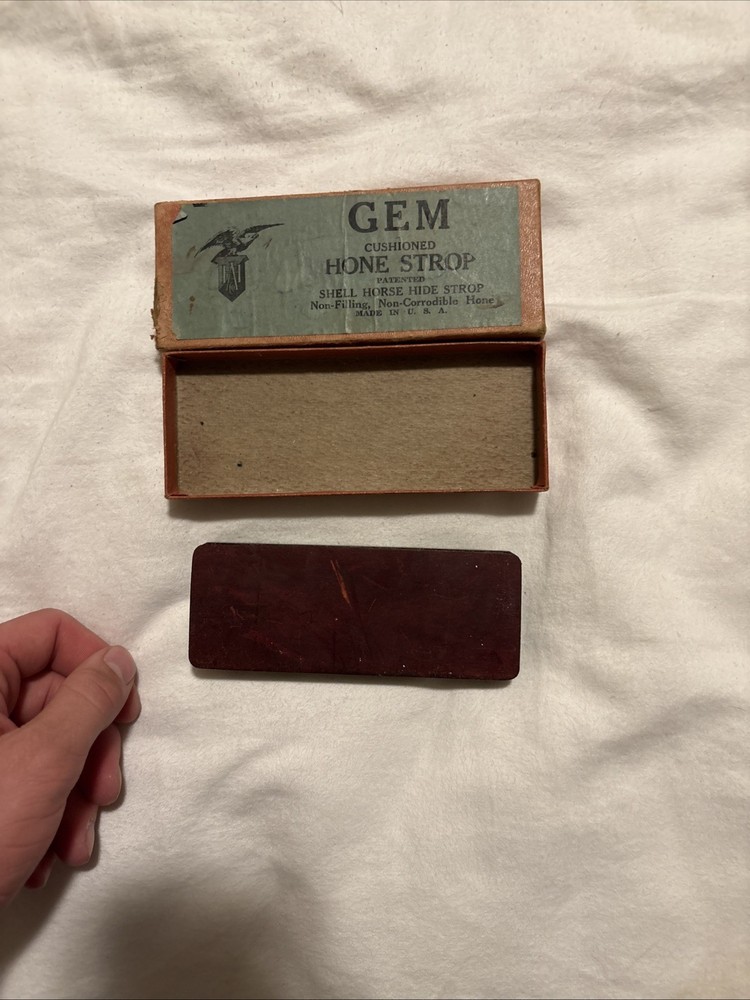 GEM
CUSHIONED
HONE STROP
PATENTED
SHELL HORSE HIDE STROP
Non-Filling, Non-Corrodible Hone
MADE IN U. S. A.